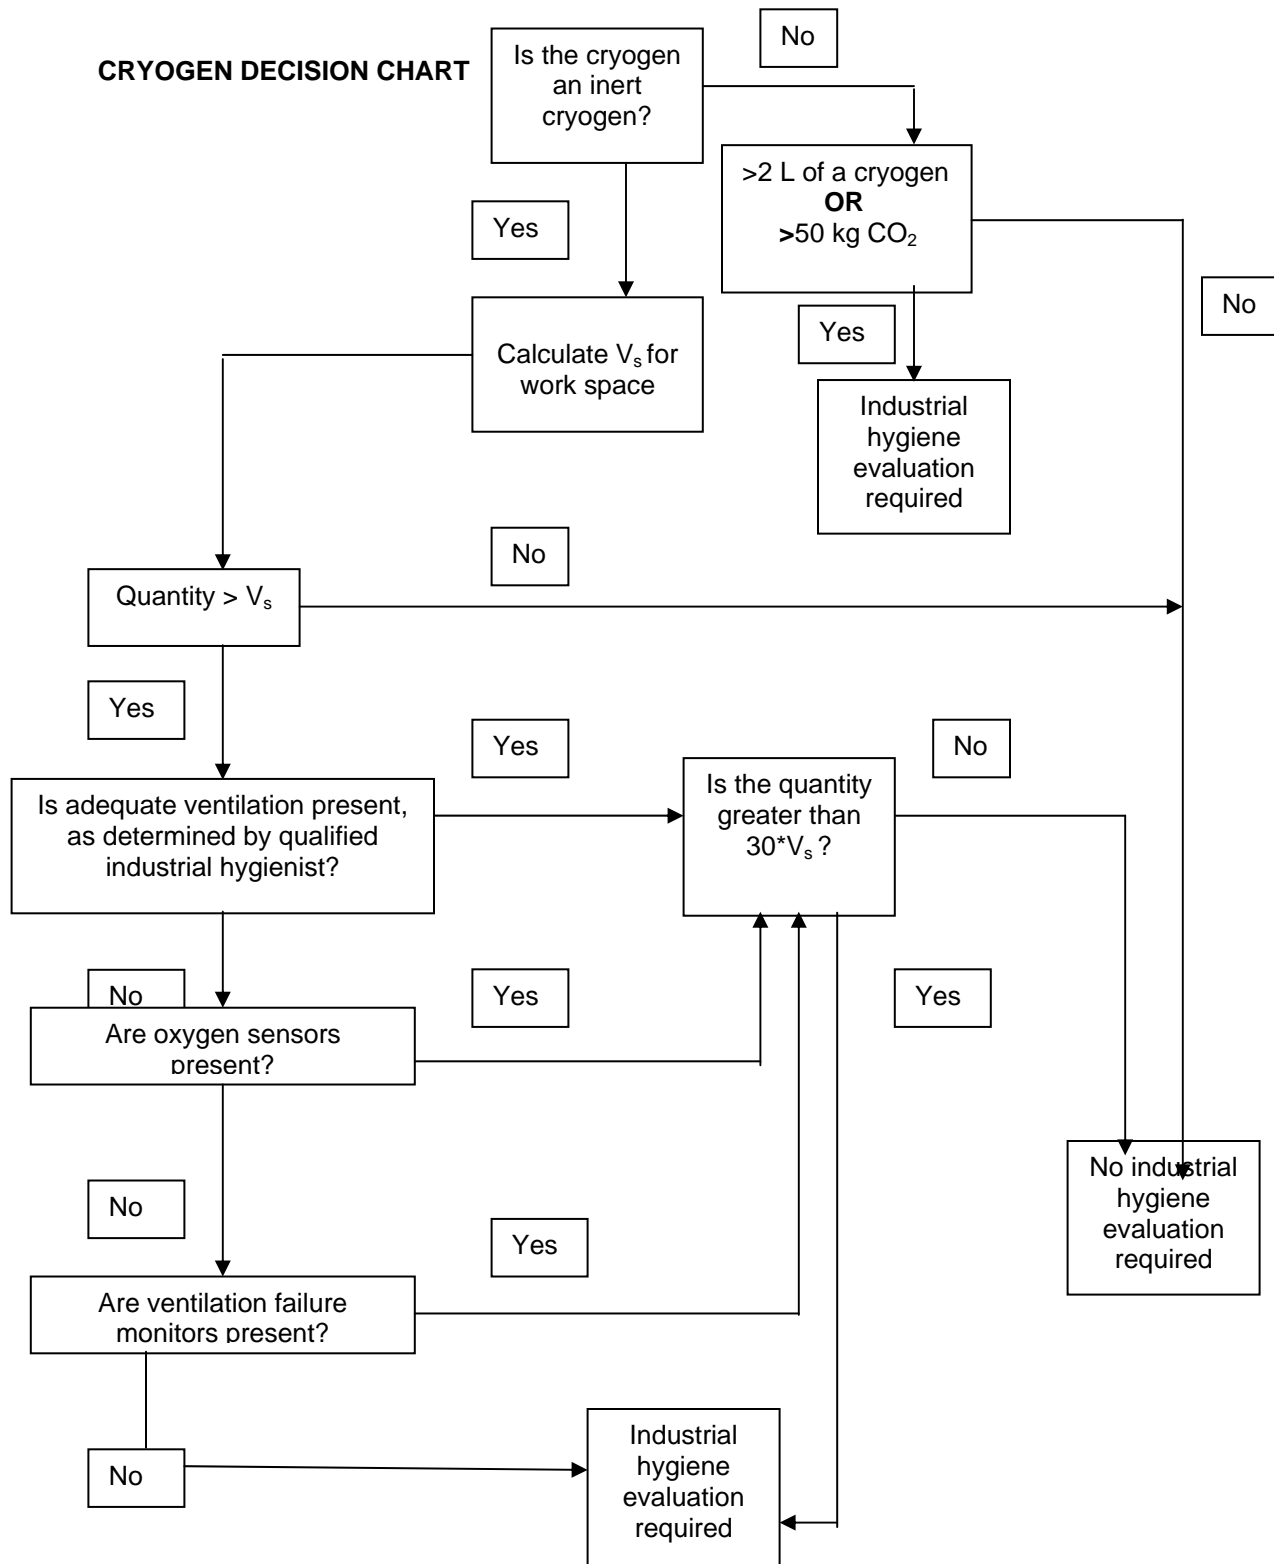 CRYOGEN DECISION CHART
Is the cryogen
an inert
cryogen?
No
>2 L of a cryogen
OR
>50 kg CO₂
Yes
No
Calculate Vₛ for
work space
Yes
Industrial
hygiene
evaluation
required
No
Quantity > Vₛ
Yes
Yes
No
Is adequate ventilation present,
as determined by qualified
industrial hygienist?
Is the quantity
greater than
30*Vₛ ?
No
Yes
Yes
Are oxygen sensors
present?
No
Yes
No industrial
hygiene
evaluation
required
Are ventilation failure
monitors present?
No
Industrial
hygiene
evaluation
required